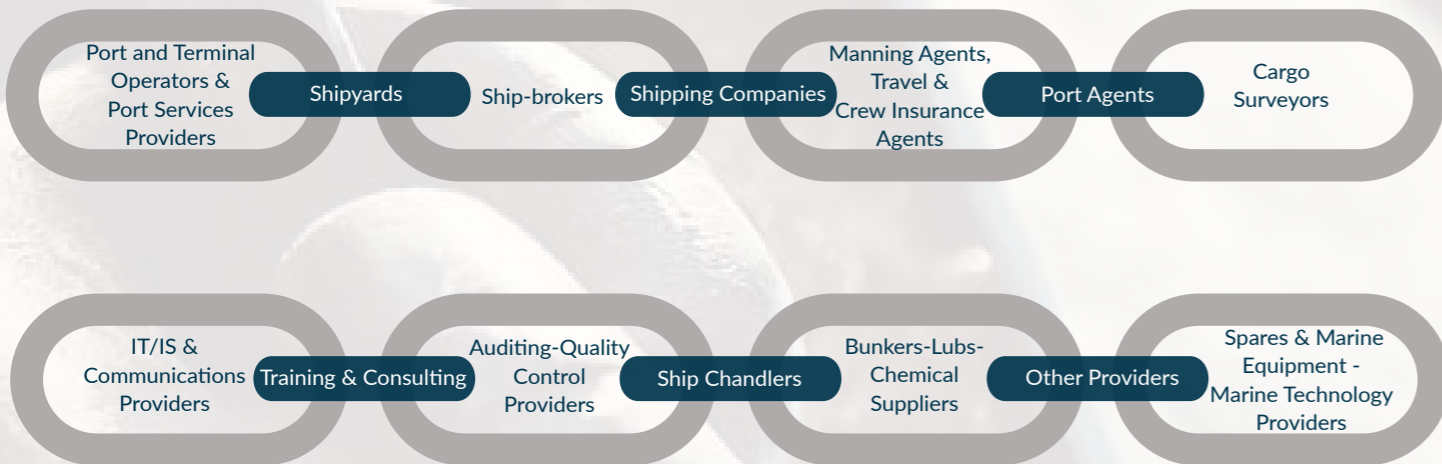 Port and Terminal
Operators &
Port Services
Providers
Shipyards
Ship-brokers
Shipping Companies
Manning Agents,
Travel &
Crew Insurance
Agents
Port Agents
Cargo
Surveyors
IT/IS &
Communications
Providers
Training & Consulting
Auditing-Quality
Control
Providers
Ship Chandlers
Bunkers-Lubs-
Chemical
Suppliers
Other Providers
Spares & Marine
Equipment -
Marine Technology
Providers